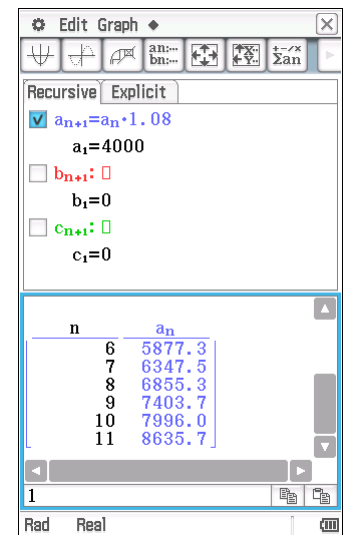 Edit Graph
an:··· bn:··· X.. Y.. +−/× Σan
Recursive Explicit
aₙ₊₁=aₙ·1.08
a₁=4000
bₙ₊₁:□
b₁=0
cₙ₊₁:□
c₁=0
n aₙ
6 5877.3
7 6347.5
8 6855.3
9 7403.7
10 7996.0
11 8635.7
1
Rad Real